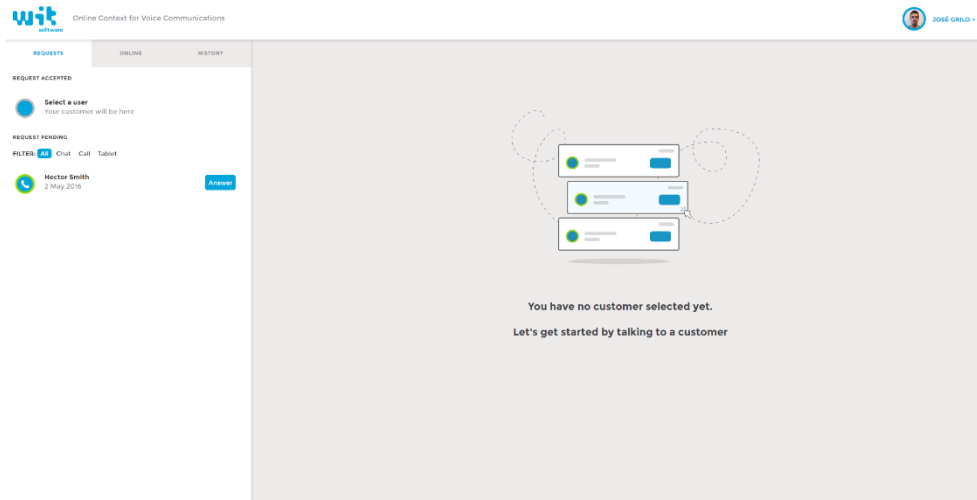 wit
software
Online Context for Voice Communications
JOSÉ GRILO
REQUESTS ONLINE HISTORY
REQUEST ACCEPTED
Select a user
Your customer will be here
REQUEST PENDING
FILTER: All Chat Call Tablet
Hector Smith
2 May 2016
Answer
You have no customer selected yet.
Let's get started by talking to a customer